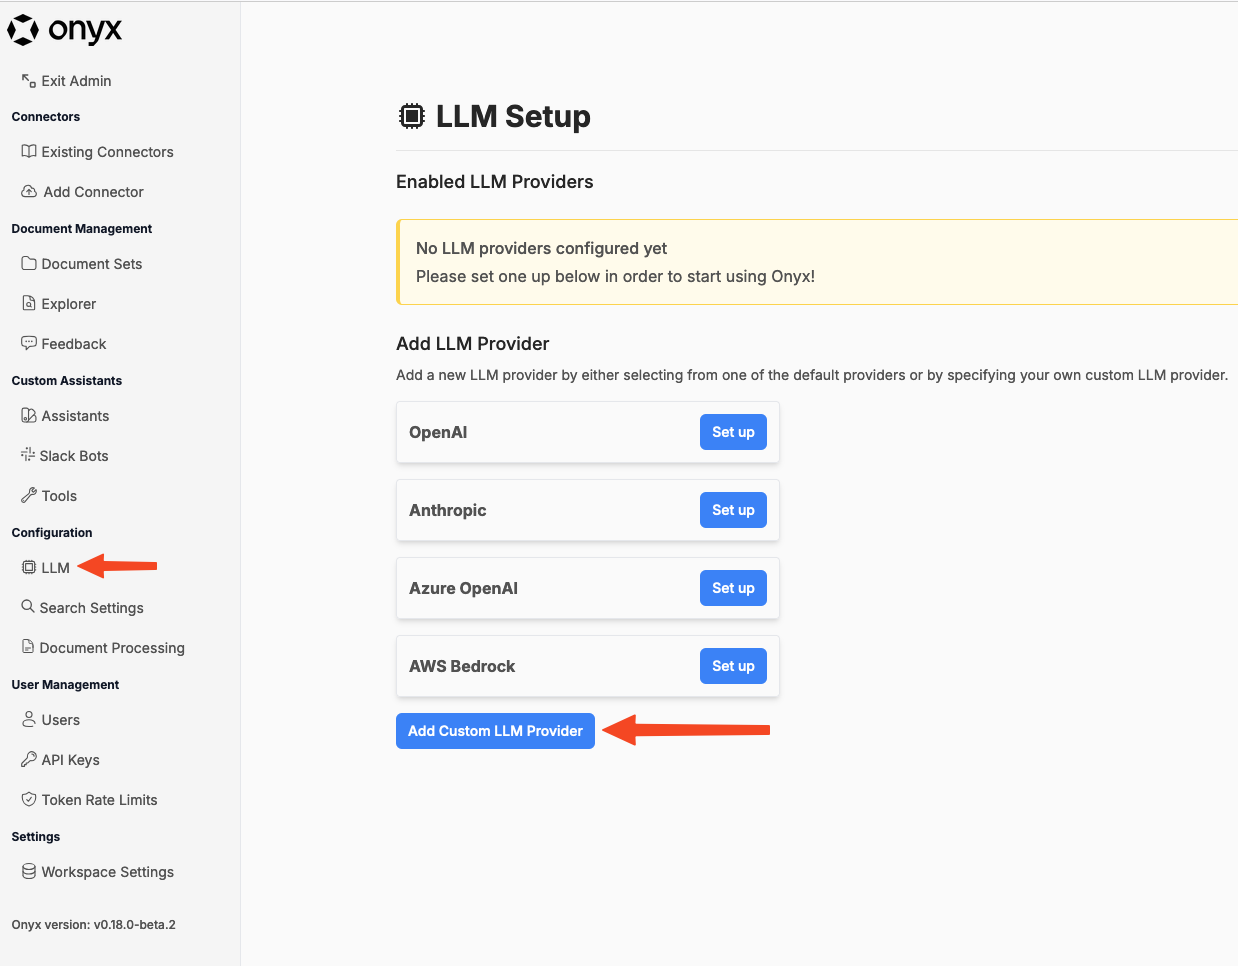 onyx
Exit Admin
Connectors
Existing Connectors
Add Connector
Document Management
Document Sets
Explorer
Feedback
Custom Assistants
Assistants
Slack Bots
Tools
Configuration
LLM
Search Settings
Document Processing
User Management
Users
API Keys
Token Rate Limits
Settings
Workspace Settings
Onyx version: v0.18.0-beta.2
LLM Setup
Enabled LLM Providers
No LLM providers configured yet
Please set one up below in order to start using Onyx!
Add LLM Provider
Add a new LLM provider by either selecting from one of the default providers or by specifying your own custom LLM provider.
OpenAI Set up
Anthropic Set up
Azure OpenAI Set up
AWS Bedrock Set up
Add Custom LLM Provider